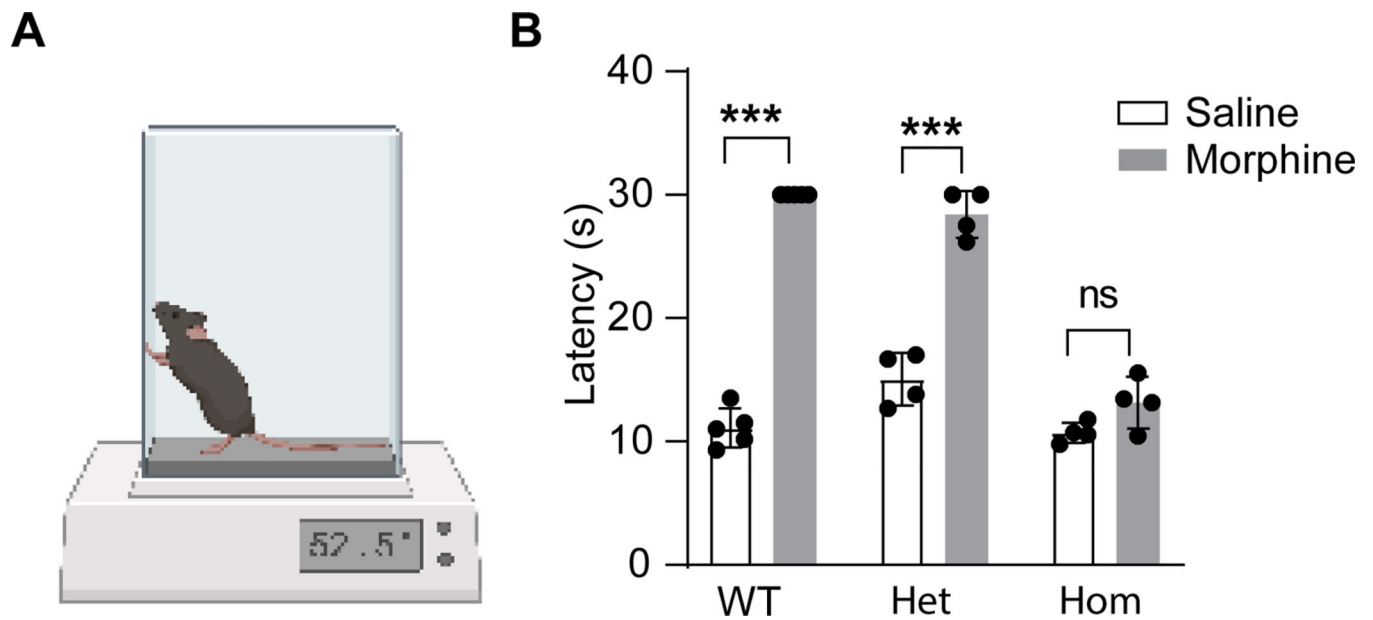 A
B
40
30
20
10
0
Latency (s)
***
***
ns
Saline
Morphine
WT
Het
Hom
52.5°